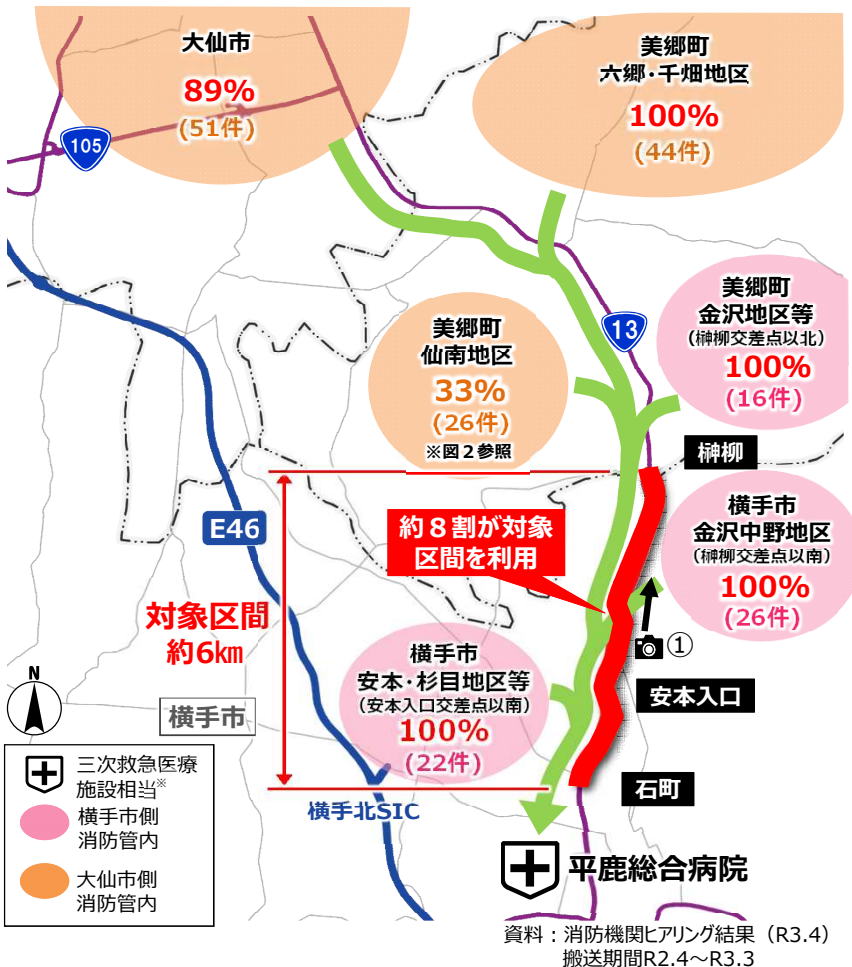 大仙市
89%
(51件)
105
美郷町
六郷・千畑地区
100%
(44件)
13
美郷町
金沢地区等
(榊柳交差点以北)
100%
(16件)
美郷町
仙南地区
33%
(26件)
※図2参照
榊柳
E46
約8割が対象
区間を利用
横手市
金沢中野地区
(榊柳交差点以南)
100%
(26件)
対象区間
約6㎞
①
横手市
安本・杉目地区等
(安本入口交差点以南)
100%
(22件)
安本入口
N
横手市
石町
横手北SIC
三次救急医療
施設相当※
横手市側
消防管内
大仙市側
消防管内
平鹿総合病院
資料：消防機関ヒアリング結果（R3.4）
搬送期間R2.4～R3.3